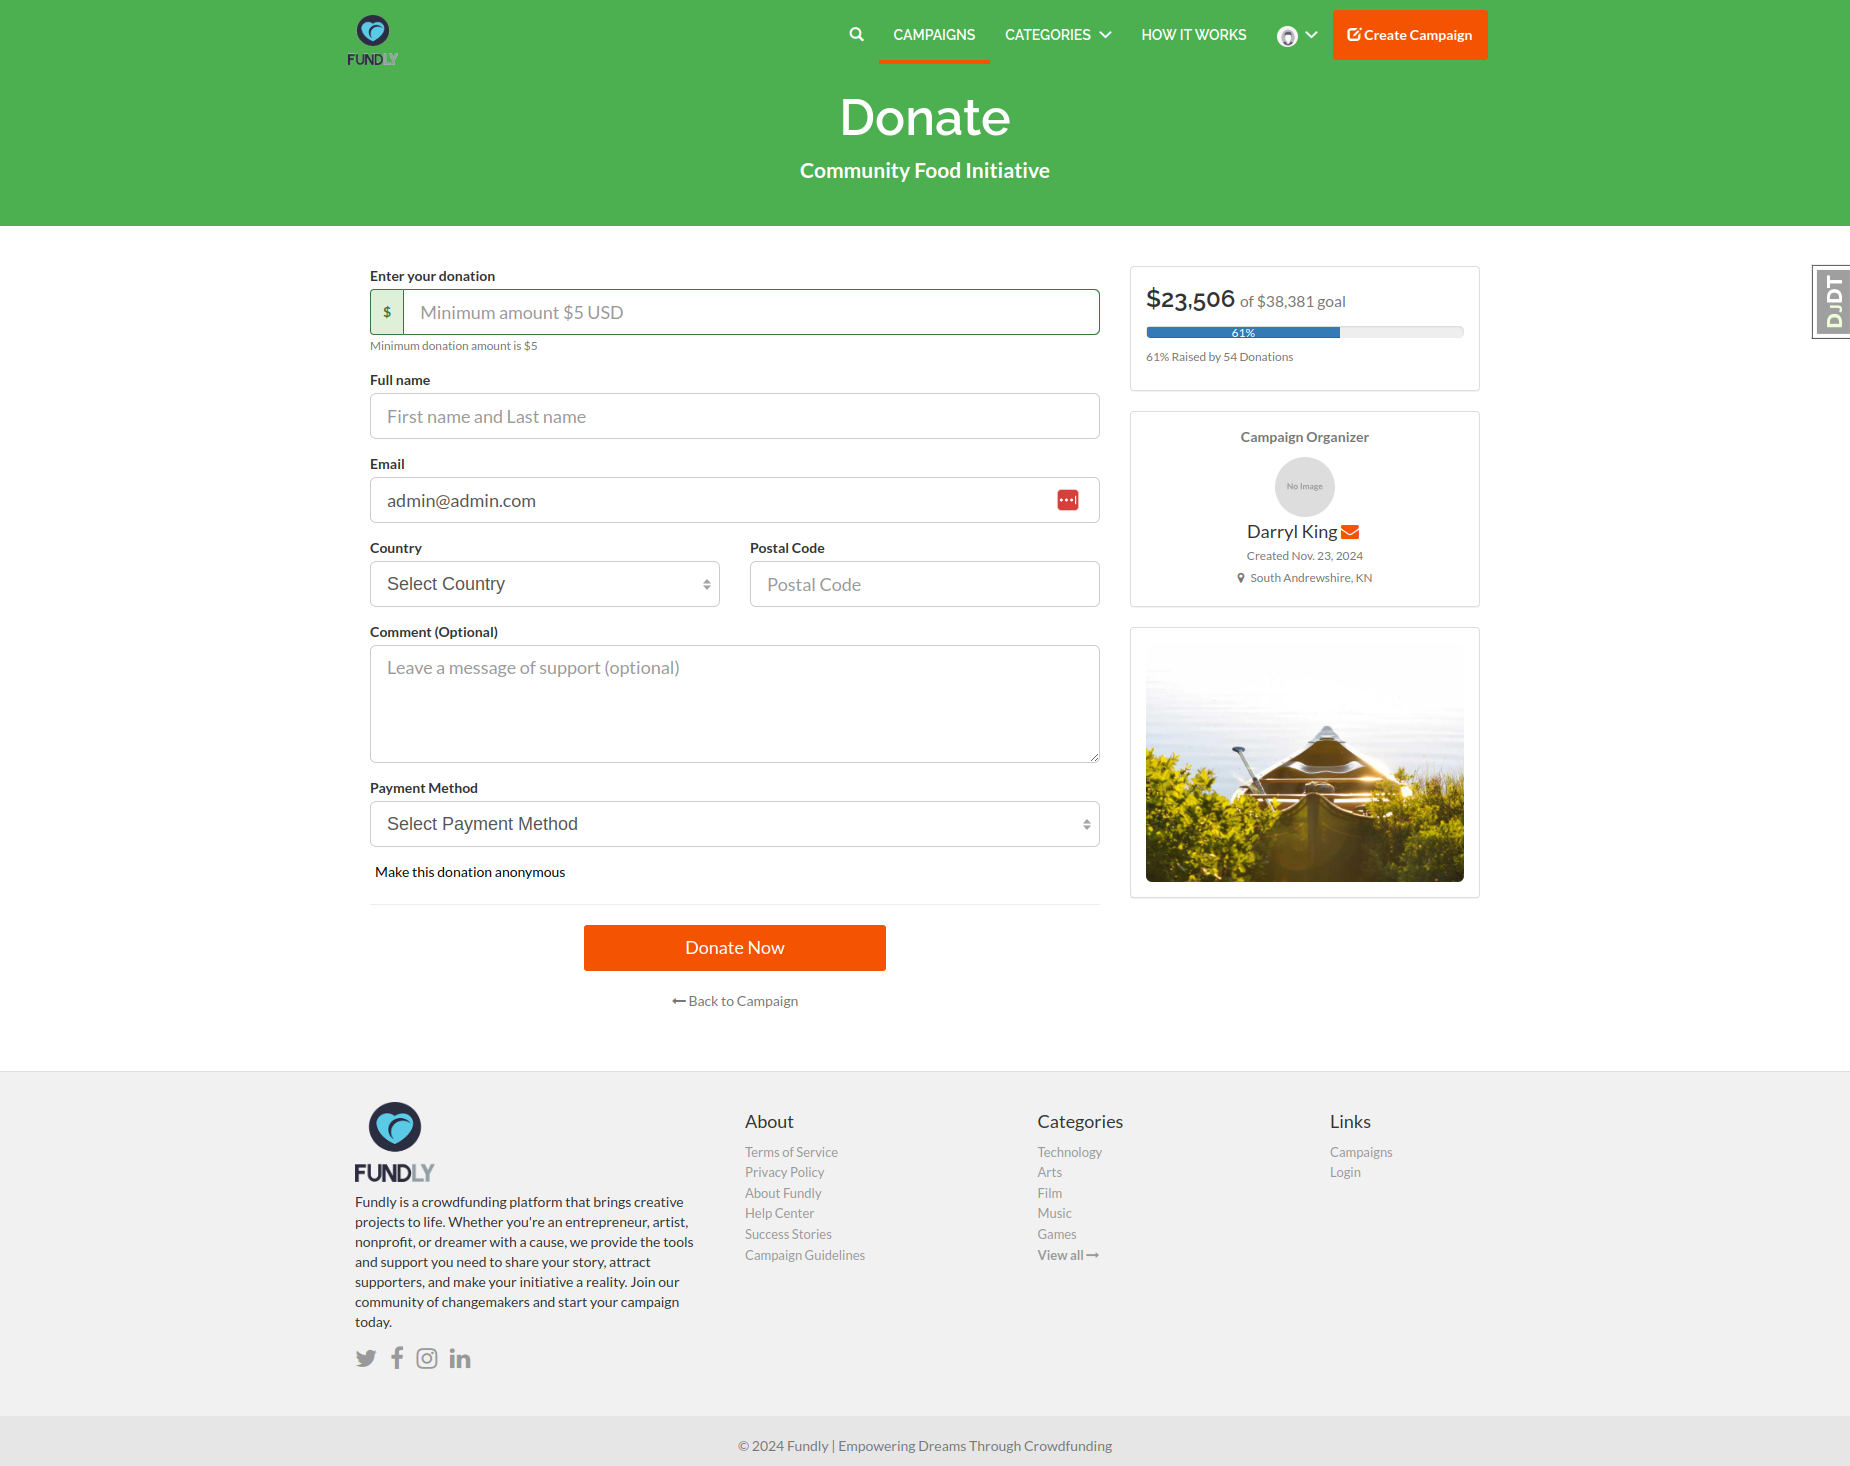 FUNDLY
CAMPAIGNS
CATEGORIES
HOW IT WORKS
Create Campaign
Donate
Community Food Initiative
DJDT
Enter your donation
$
Minimum amount $5 USD
Minimum donation amount is $5
Full name
First name and Last name
Email
admin@admin.com
Country
Postal Code
Select Country
Postal Code
Comment (Optional)
Leave a message of support (optional)
Payment Method
Select Payment Method
Make this donation anonymous
Donate Now
Back to Campaign
$23,506 of $38,381 goal
61%
61% Raised by 54 Donations
Campaign Organizer
No Image
Darryl King
Created Nov. 23, 2024
South Andrewshire, KN
FUNDLY
Fundly is a crowdfunding platform that brings creative
projects to life. Whether you're an entrepreneur, artist,
nonprofit, or dreamer with a cause, we provide the tools
and support you need to share your story, attract
supporters, and make your initiative a reality. Join our
community of changemakers and start your campaign
today.
About
Terms of Service
Privacy Policy
About Fundly
Help Center
Success Stories
Campaign Guidelines
Categories
Technology
Arts
Film
Music
Games
View all
Links
Campaigns
Login
© 2024 Fundly | Empowering Dreams Through Crowdfunding